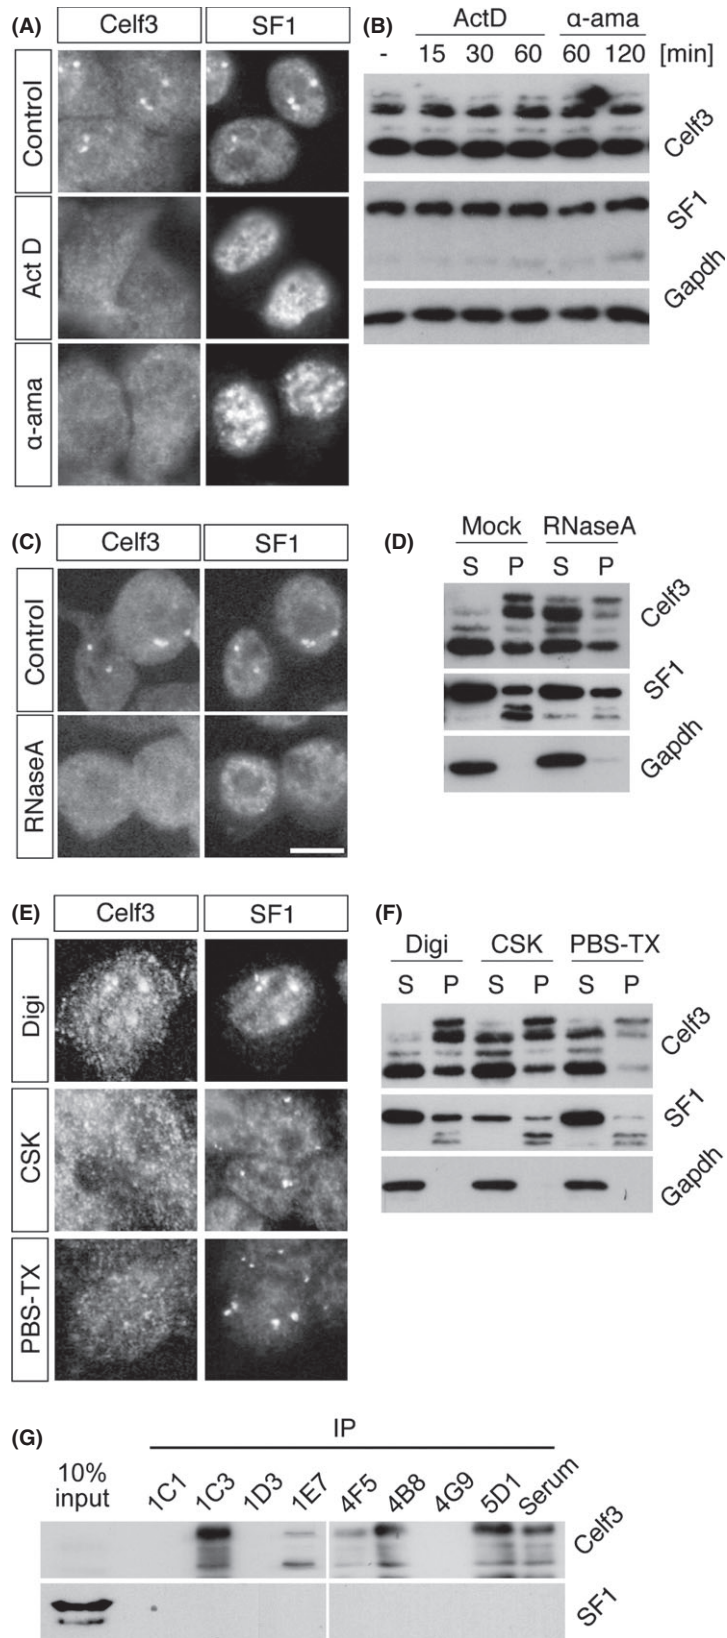 (A) Celf3 SF1
Control
Act D
α-ama
(B) ActD α-ama
- 15 30 60 60 120 [min]
Celf3
SF1
Gapdh
(C) Celf3 SF1
Control
RNaseA
(D) Mock RNaseA
S P S P
Celf3
SF1
Gapdh
(E) Celf3 SF1
Digi
CSK
PBS-TX
(F) Digi CSK PBS-TX
S P S P S P
Celf3
SF1
Gapdh
(G) IP
10%
input 1C1 1C3 1D3 1E7 4F5 4B8 4G9 5D1 Serum
Celf3
SF1